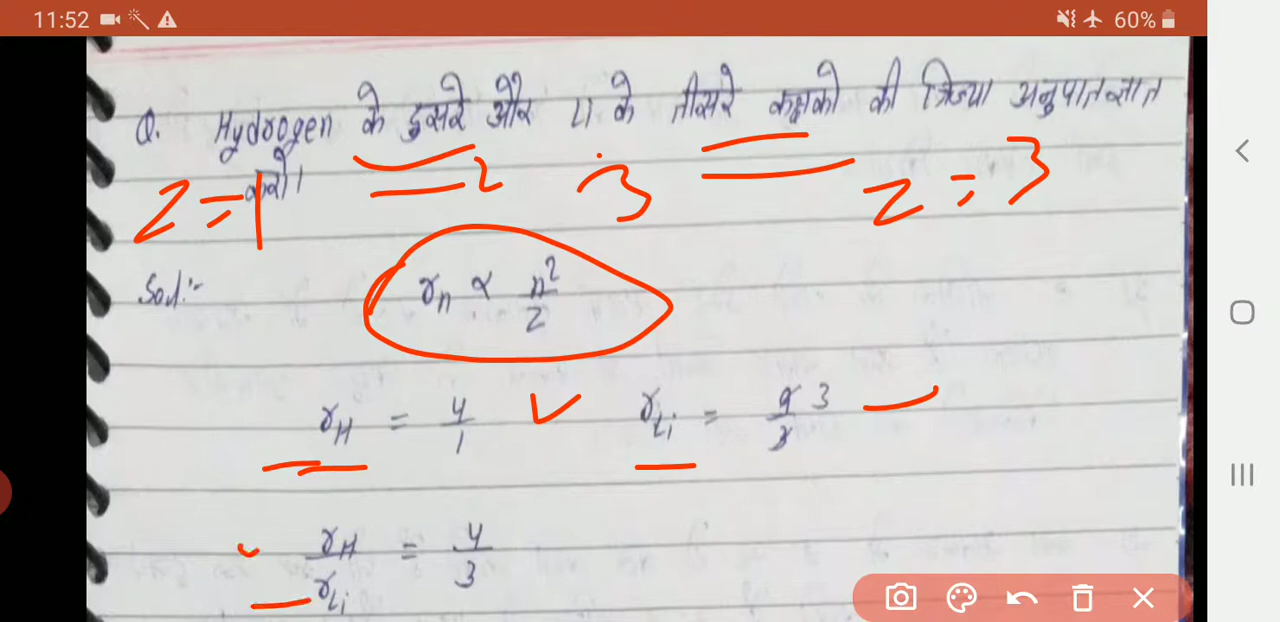 11:52 60%
Q. Hydrogen के दुसरे और Li के तीसरे कक्षको की त्रिज्या अनुपात ज्ञात
करो।
Z=1 2 3 Z=3
Sol:-
rn ∝ n²/Z
rH = 4/1 rLi = 9/3 3
rH/rLi = 4/3